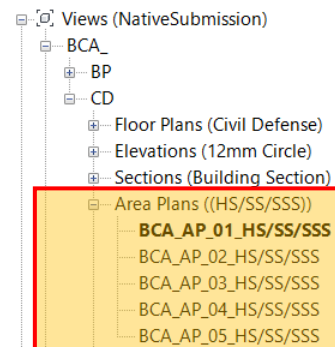 Views (NativeSubmission)
BCA_
BP
CD
Floor Plans (Civil Defense)
Elevations (12mm Circle)
Sections (Building Section)
Area Plans ((HS/SS/SSS))
BCA_AP_01_HS/SS/SSS
BCA_AP_02_HS/SS/SSS
BCA_AP_03_HS/SS/SSS
BCA_AP_04_HS/SS/SSS
BCA_AP_05_HS/SS/SSS